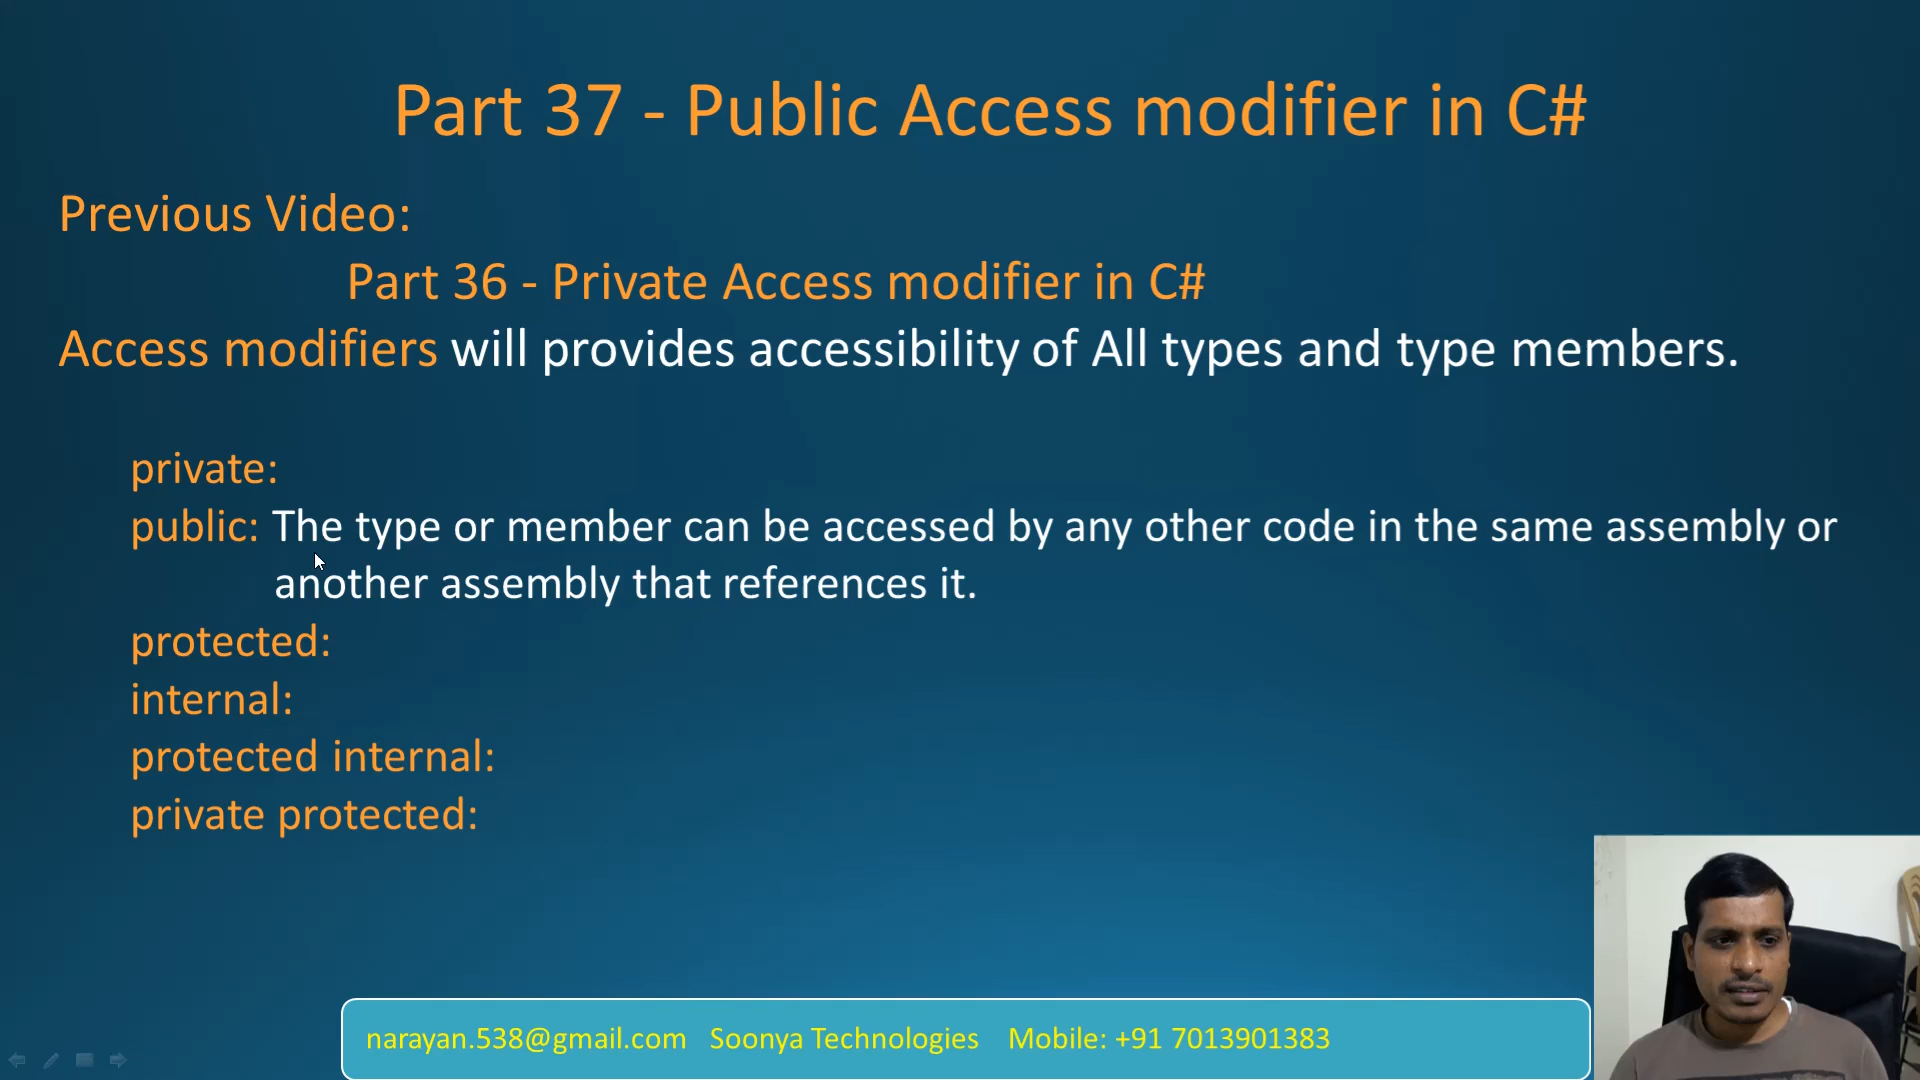 Part 37 - Public Access modifier in C#
Previous Video:
Part 36 - Private Access modifier in C#
Access modifiers will provides accessibility of All types and type members.
private:
public: The type or member can be accessed by any other code in the same assembly or
another assembly that references it.
protected:
internal:
protected internal:
private protected:
narayan.538@gmail.com Soonya Technologies Mobile: +91 7013901383